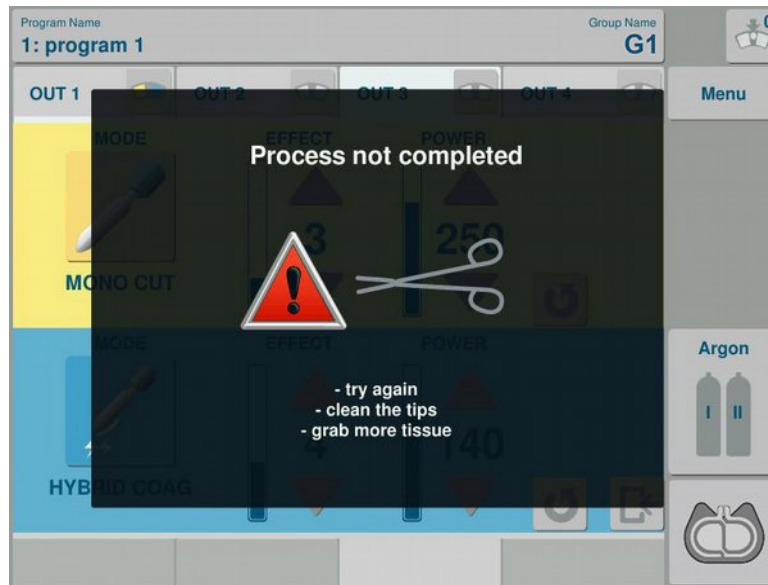 Program Name
1: program 1
Group Name
G1
OUT 1
OUT 2
OUT 3
OUT 4
Menu
MODE
EFFECT
POWER
Process not completed
3
250
MONO CUT
MODE
EFFECT
POWER
Argon
- try again
- clean the tips
- grab more tissue
I
II
4
140
HYBRID COAG